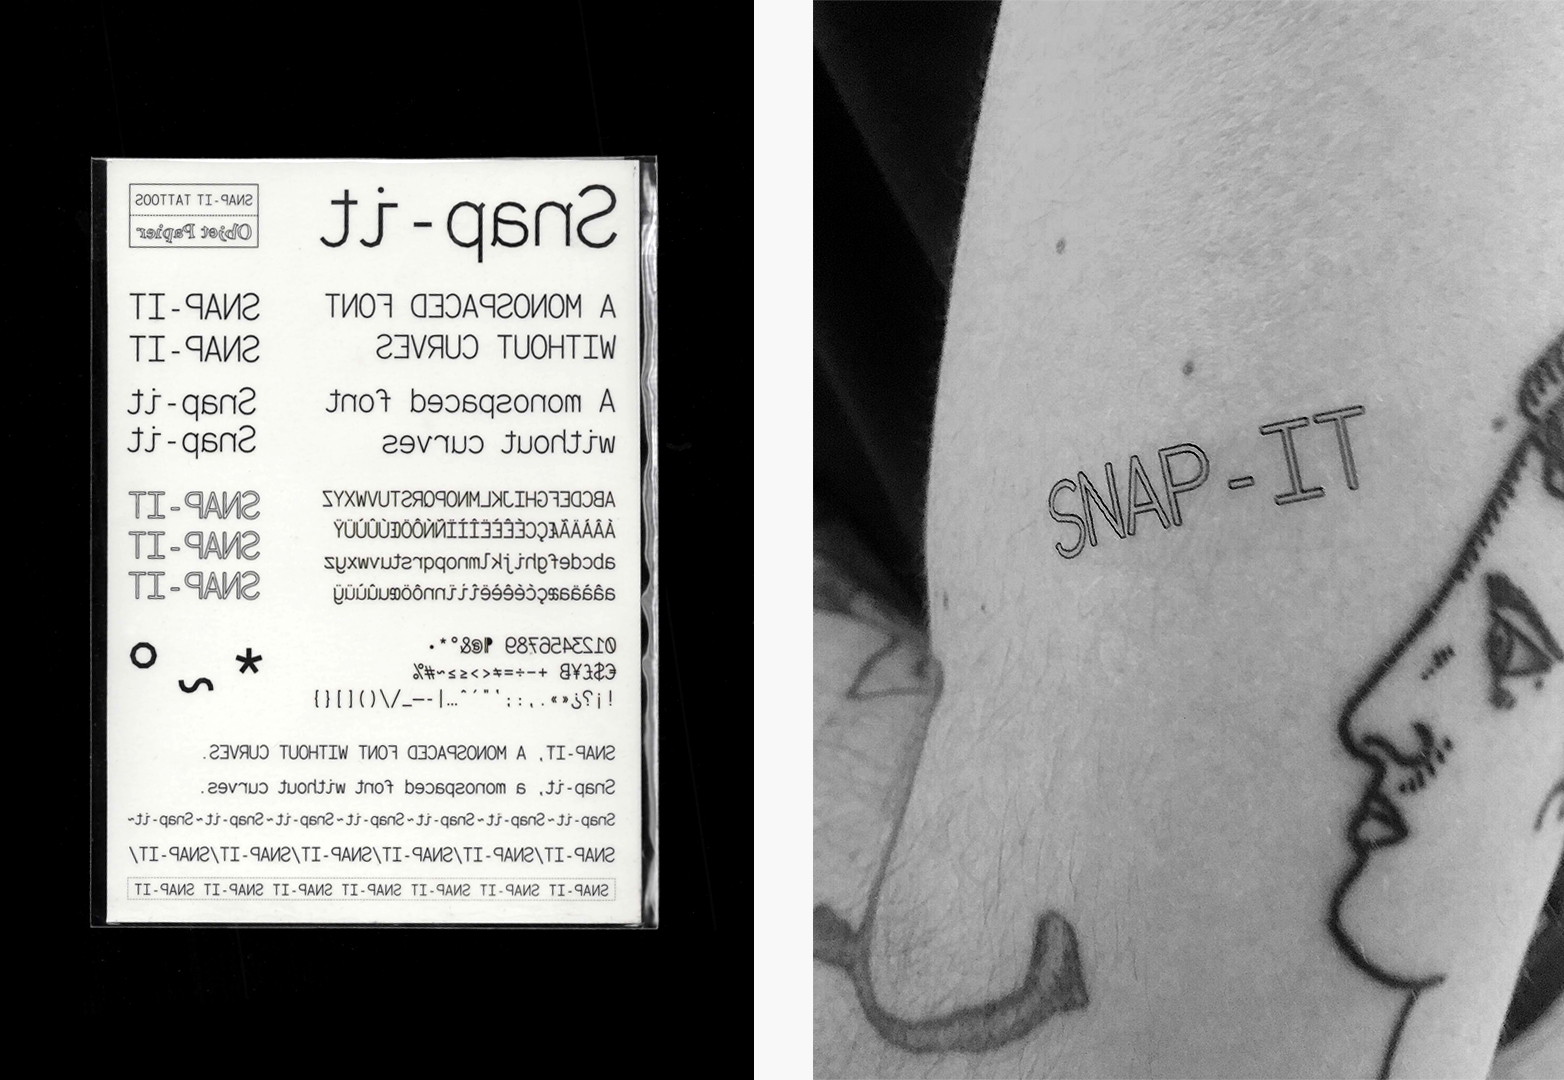 Snap-it
SNAP-IT TATTOOS
Objet Papier
A MONOSPACED FONT
WITHOUT CURVES
A monospaced font
without curves
SNAP-IT
SNAP-IT
Snap-it
Snap-it
ABCDEFGHIJKLMNOPQRSTUVWXYZ
abcdefghijklmnopqrstuvwxyz
SNAP-IT
SNAP-IT
SNAP-IT
0123456789 ¶@&°*•
€$£¥B +−÷=≠<>≤≥~#%
* ~ °
SNAP-IT, A MONOSPACED FONT WITHOUT CURVES.
Snap-it, a monospaced font without curves.
Snap-it~Snap-it~Snap-it~Snap-it~Snap-it~Snap-it~Snap-it~
SNAP-IT/SNAP-IT/SNAP-IT/SNAP-IT/SNAP-IT/SNAP-IT/
SNAP-IT SNAP-IT SNAP-IT SNAP-IT SNAP-IT SNAP-IT SNAP-IT
SNAP-IT